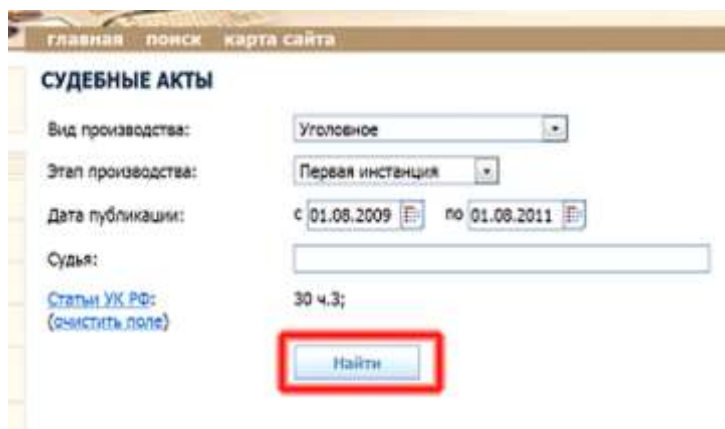 главная поиск карта сайта
СУДЕБНЫЕ АКТЫ
Вид производства: Уголовное
Этап производства: Первая инстанция
Дата публикации: с 01.08.2009 по 01.08.2011
Судья:
Статьи УК РФ: 30 ч.3;
(очистить поле)
Найти